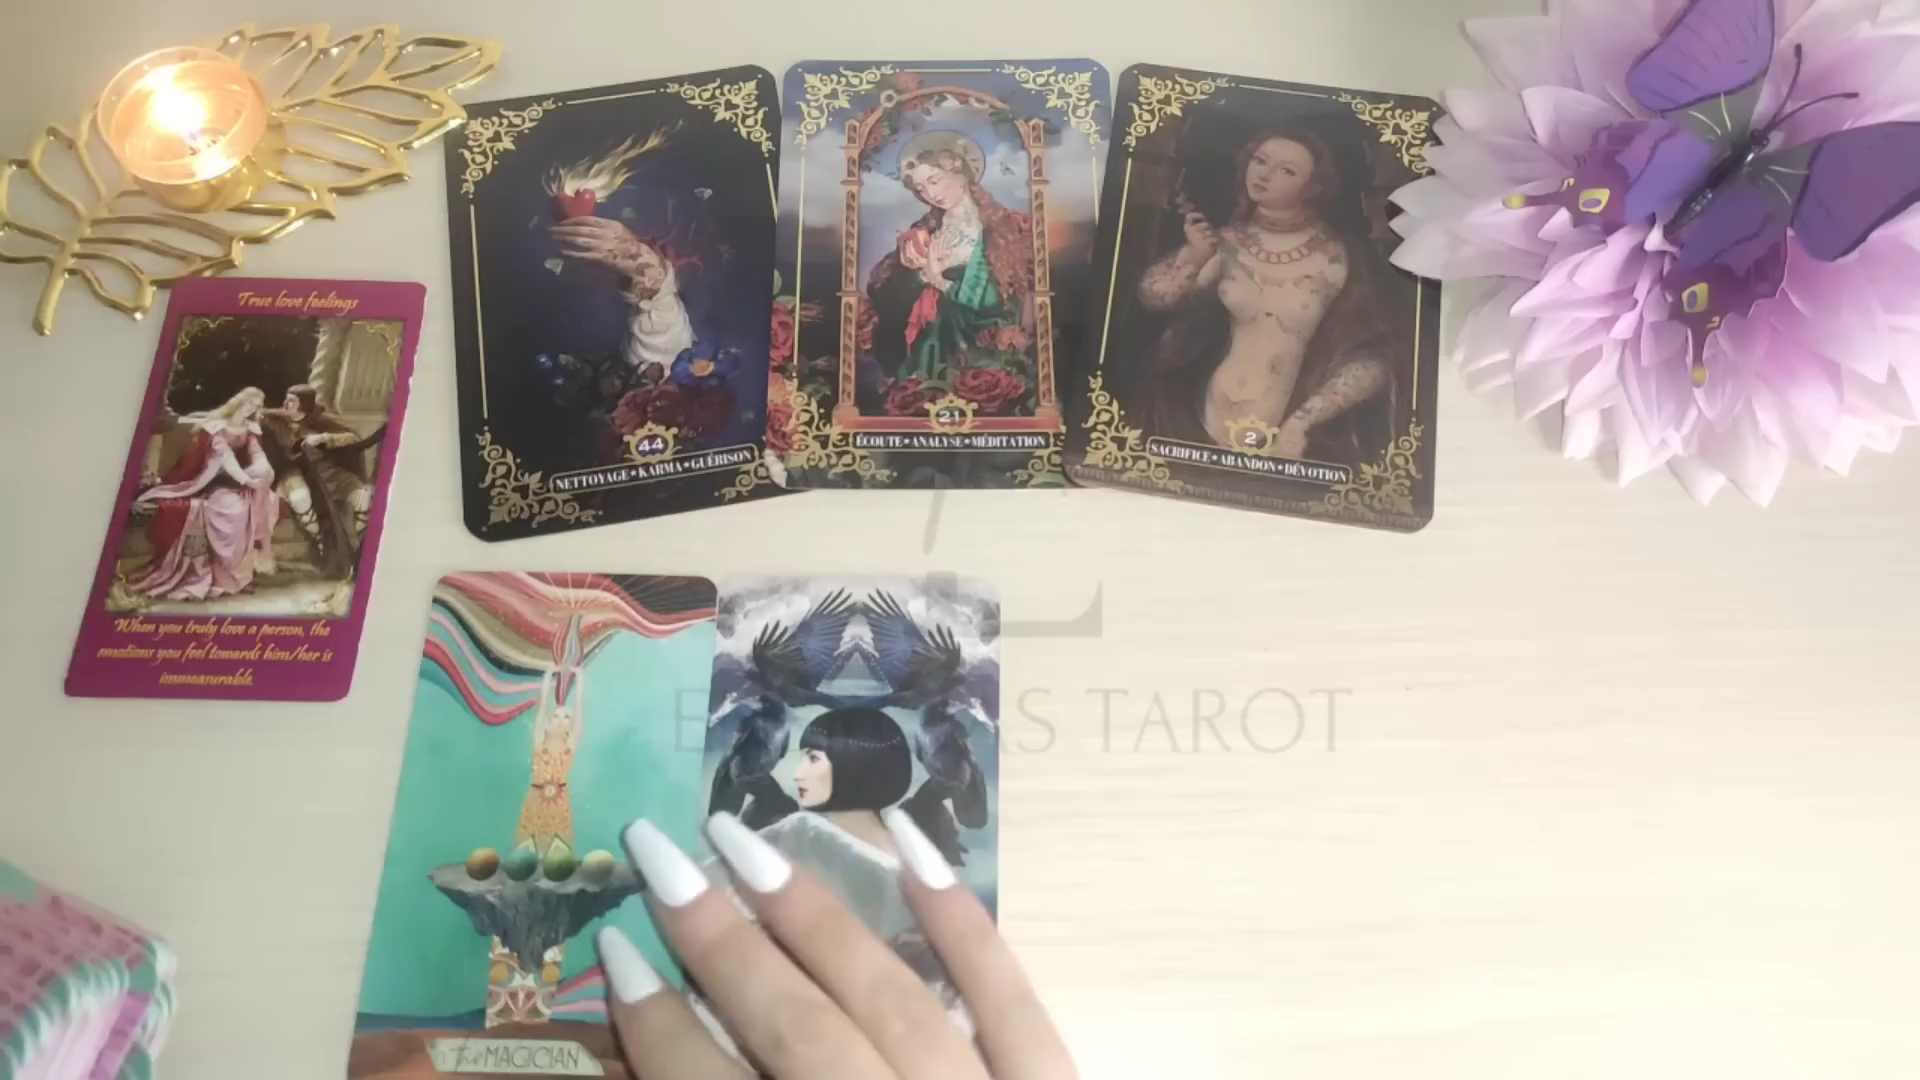 True love feelings
When you truly love a person, the
emotions you feel towards him/her is
immeasurable.
44
NETTOYAGE • KARMA • GUÉRISON
21
ÉCOUTE • ANALYSE • MÉDITATION
2
SACRIFICE • ABANDON • DÉVOTION
TAROT
The MAGICIAN